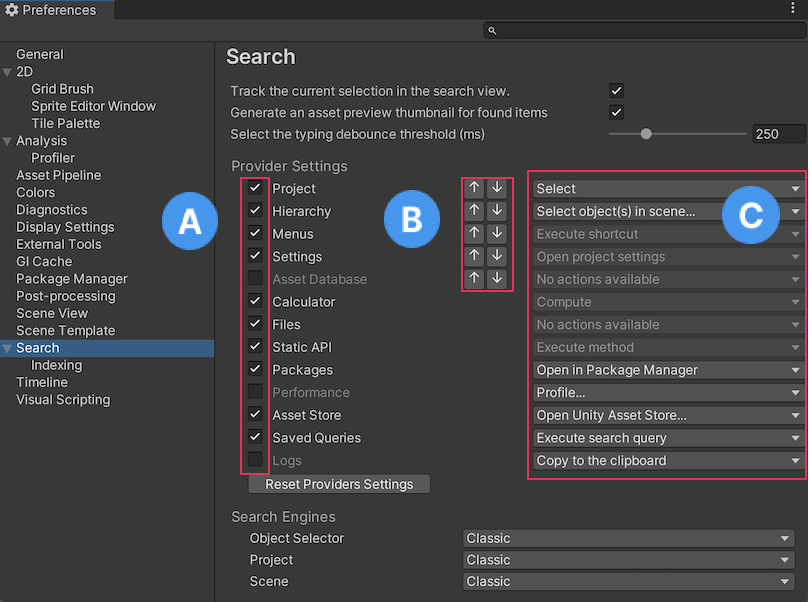 Preferences
General
2D
Grid Brush
Sprite Editor Window
Tile Palette
Analysis
Profiler
Asset Pipeline
Colors
Diagnostics
Display Settings
External Tools
GI Cache
Package Manager
Post-processing
Scene View
Scene Template
Search
Indexing
Timeline
Visual Scripting
Search
Track the current selection in the search view.
Generate an asset preview thumbnail for found items
Select the typing debounce threshold (ms) 250
Provider Settings
A
B
C
Project Select
Hierarchy Select object(s) in scene...
Menus Execute shortcut
Settings Open project settings
Asset Database No actions available
Calculator Compute
Files No actions available
Static API Execute method
Packages Open in Package Manager
Performance Profile...
Asset Store Open Unity Asset Store...
Saved Queries Execute search query
Logs Copy to the clipboard
Reset Providers Settings
Search Engines
Object Selector Classic
Project Classic
Scene Classic